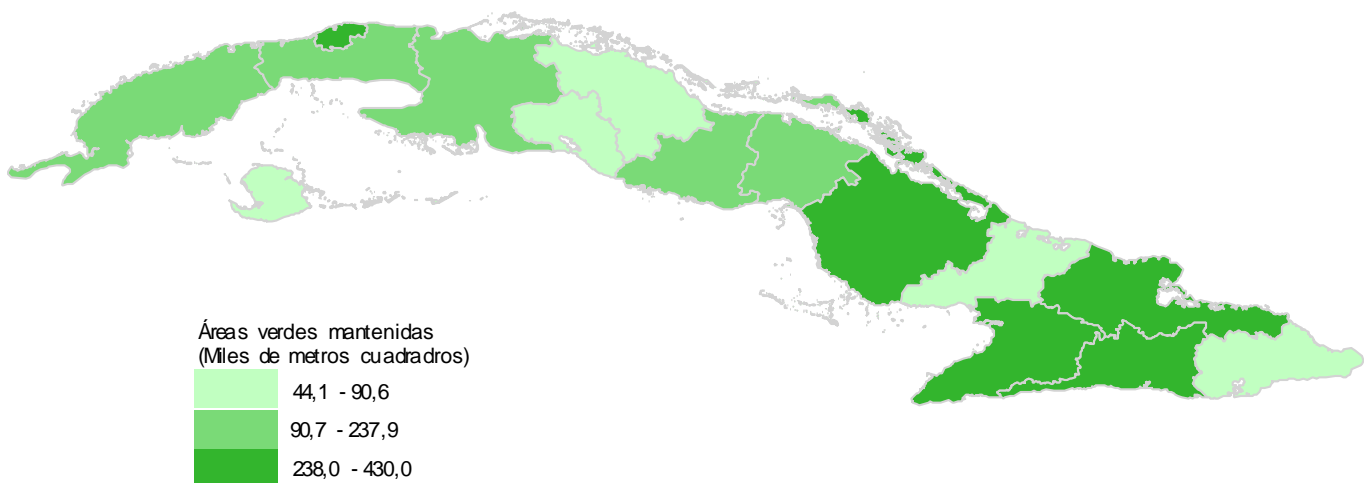 Áreas verdes mantenidas
(Miles de metros cuadradros)
44,1 - 90,6
90,7 - 237,9
238,0 - 430,0